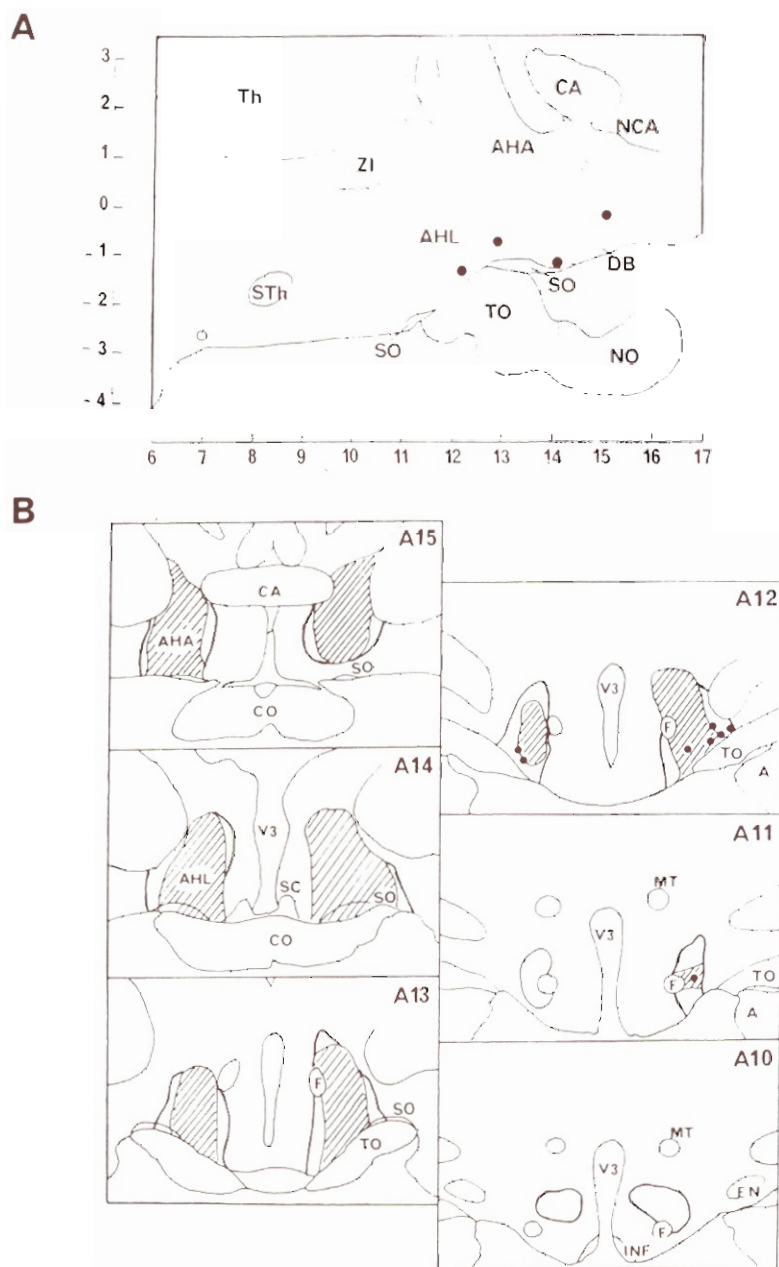 A
3
2
1
0
- 1
- 2
- 3
- 4
Th
CA
NCA
AHA
ZI
AHL
DB
SO
STh
TO
SO
NO
6 7 8 9 10 11 12 13 14 15 16 17
B
A15
CA
AHA
SO
CO
A14
V3
AHL
SC
SO
CO
A13
F
SO
TO
A12
V3
F
TO
A
A11
MT
V3
F
TO
A
A10
MT
V3
EN
F
INF